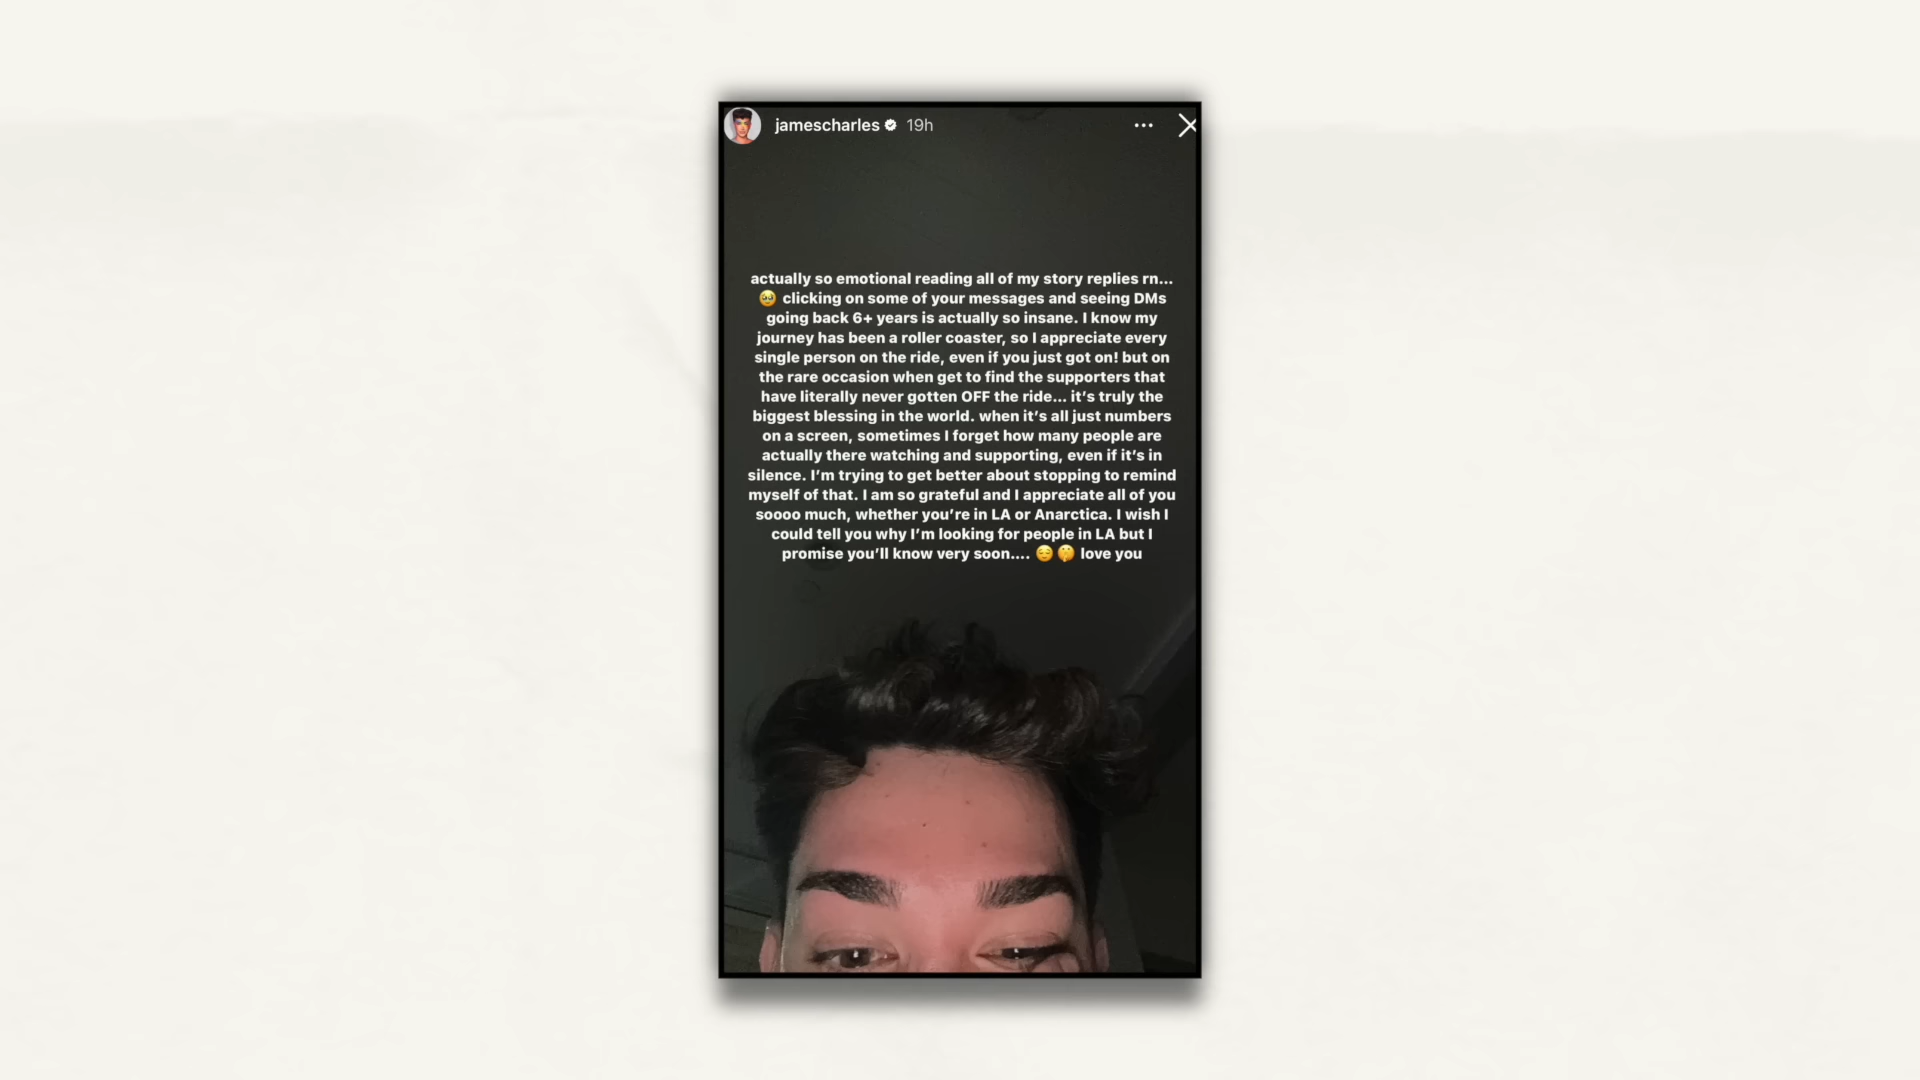 jamescharles 19h
actually so emotional reading all of my story replies rn...
🥹 clicking on some of your messages and seeing DMs
going back 6+ years is actually so insane. I know my
journey has been a roller coaster, so I appreciate every
single person on the ride, even if you just got on! but on
the rare occasion when get to find the supporters that
have literally never gotten OFF the ride... it's truly the
biggest blessing in the world. when it's all just numbers
on a screen, sometimes I forget how many people are
actually there watching and supporting, even if it's in
silence. I'm trying to get better about stopping to remind
myself of that. I am so grateful and I appreciate all of you
soooo much, whether you're in LA or Anarctica. I wish I
could tell you why I'm looking for people in LA but I
promise you'll know very soon.... 😌🤫 love you